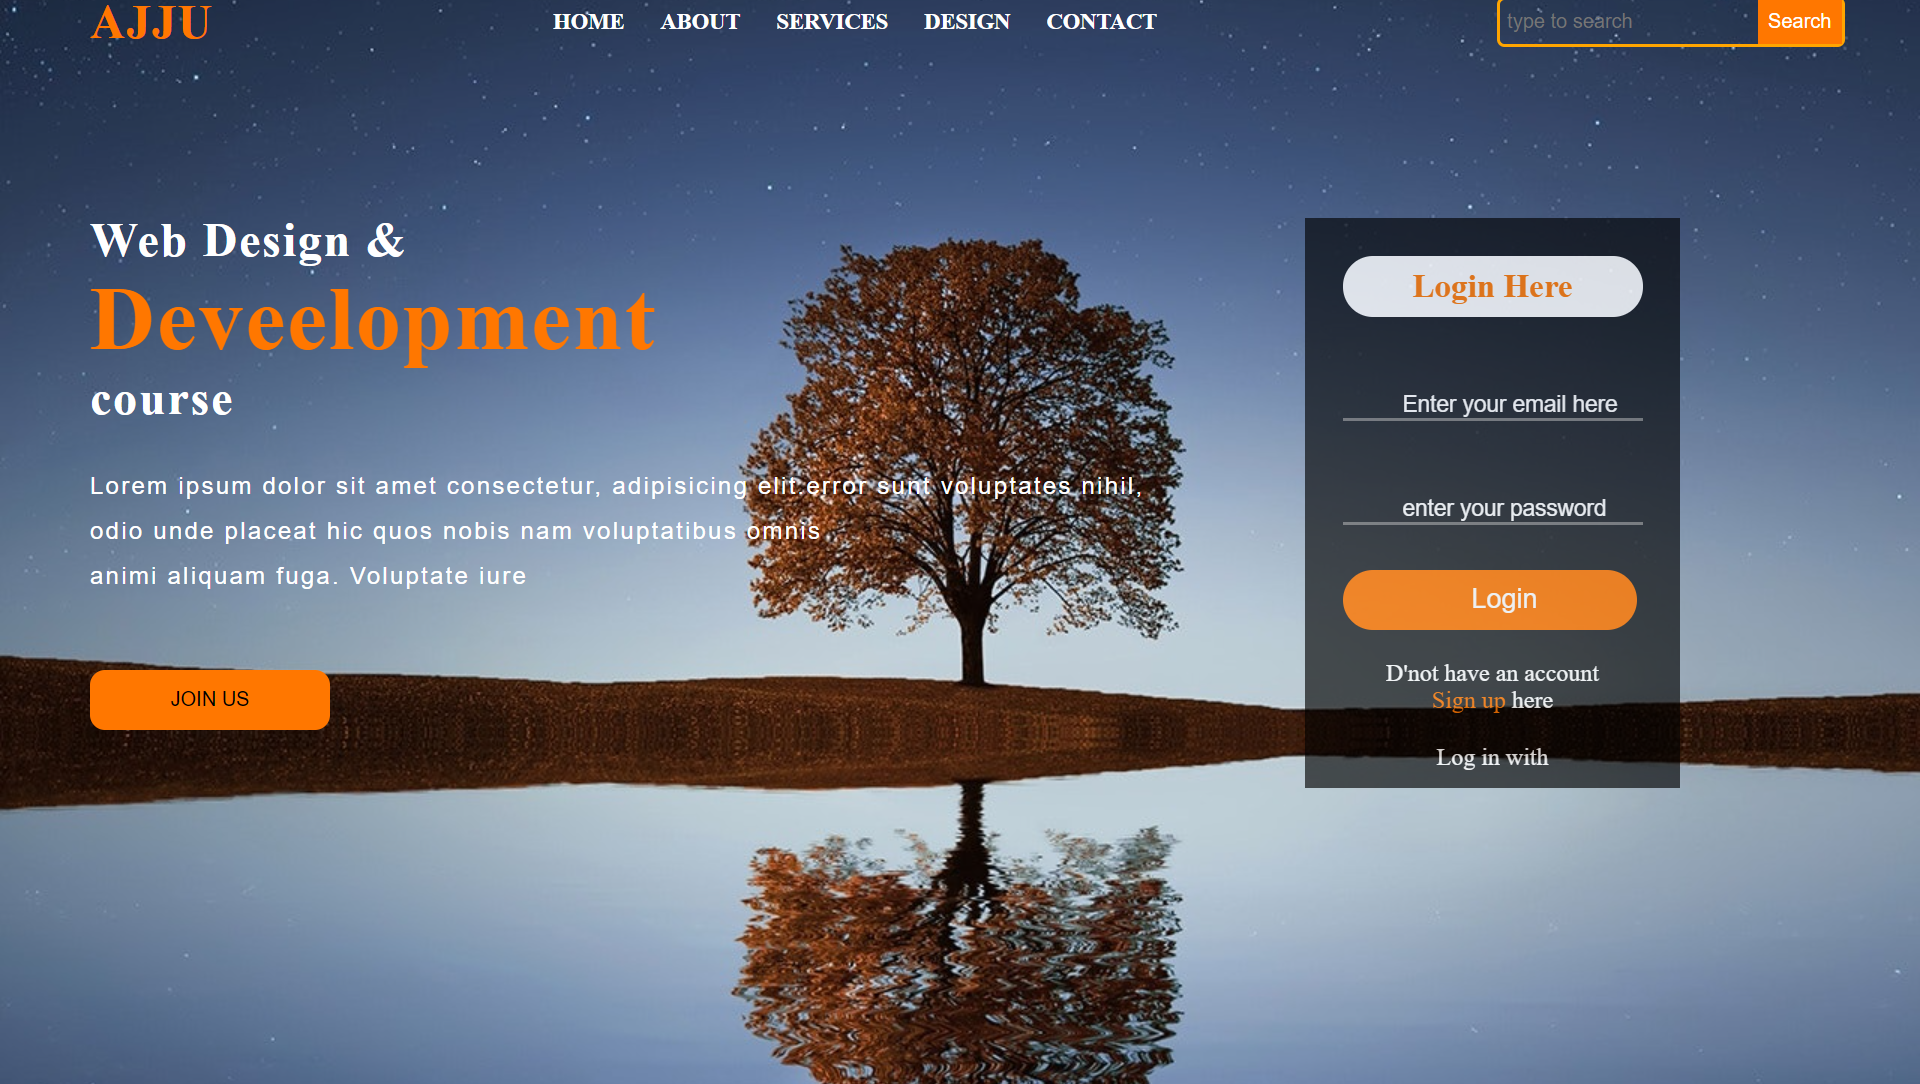 AJJU
HOME ABOUT SERVICES DESIGN CONTACT
type to search Search
Web Design &
Deveelopment
course
Lorem ipsum dolor sit amet consectetur, adipisicing elit.error sunt voluptates nihil,
odio unde placeat hic quos nobis nam voluptatibus omnis
animi aliquam fuga. Voluptate iure
JOIN US
Login Here
Enter your email here
enter your password
Login
D'not have an account
Sign up here
Log in with